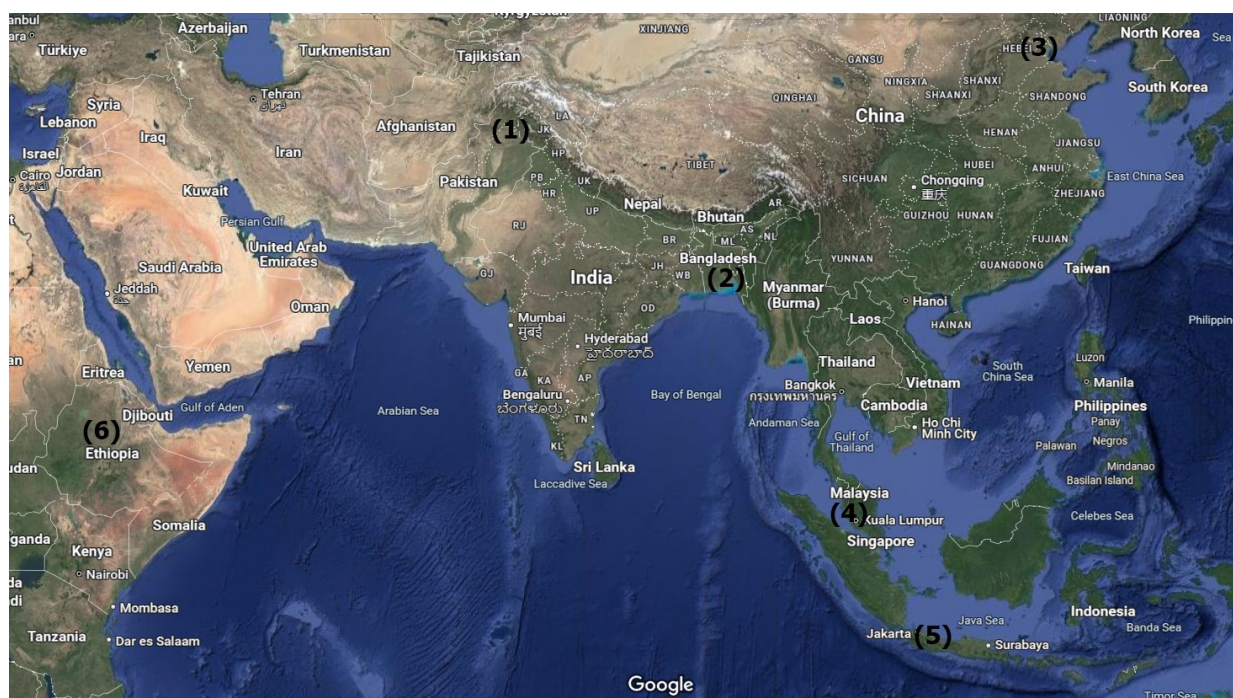 Kyrgyzstan
LIAONING
Azerbaijan
XINJIANG
North Korea
Sea
Türkiye
Turkmenistan
Tajikistan
GANSU
HEBEI
(3)
Tehran
تهران
NINGXIA
SHANXI
SHAANXI
SHANDONG
South Korea
Syria
Lebanon
Afghanistan
(1)
LA
JK
QINGHAI
China
Iraq
Iran
HENAN
JIANGSU
Israel
Jordan
HP
TIBET
HUBEI
ANHUI
Cairo
القاهرة
Kuwait
Pakistan
PB
UK
HR
SICHUAN
Chongqing
重庆
East China Sea
ZHEJIANG
Persian Gulf
Nepal
Bhutan
AR
RJ
UP
GUIZHOU
HUNAN
United Arab
Emirates
BR
ML
AS
NL
FUJIAN
Saudi Arabia
Bangladesh
YUNNAN
GUANGDONG
Taiwan
GJ
India
JH
WB
(2)
Myanmar
(Burma)
Jeddah
جدة
Oman
Hanoi
Mumbai
मुंबई
OD
Laos
HAINAN
Philippin
Hyderabad
హైదరాబాద్
Yemen
Eritrea
Thailand
Luzon
South
China Sea
GA
KA
AP
Bangkok
กรุงเทพมหานคร
Vietnam
Manila
Djibouti
Gulf of Aden
Arabian Sea
Bengaluru
ಬೆಂಗಳೂರು
Bay of Bengal
Cambodia
Philippines
TN
Andaman Sea
Ho Chi
Minh City
Panay
(6)
Ethiopia
KL
Gulf of
Thailand
Palawan
Negros
Sri Lanka
Mindanao
Laccadive Sea
Basilan Island
Malaysia
(4)
Kuala Lumpur
Celebes Sea
Somalia
Singapore
Kenya
Nairobi
Mombasa
Indonesia
Java Sea
Banda Sea
Tanzania
Dar es Salaam
Jakarta
(5)
Surabaya
Google
Timor Sea